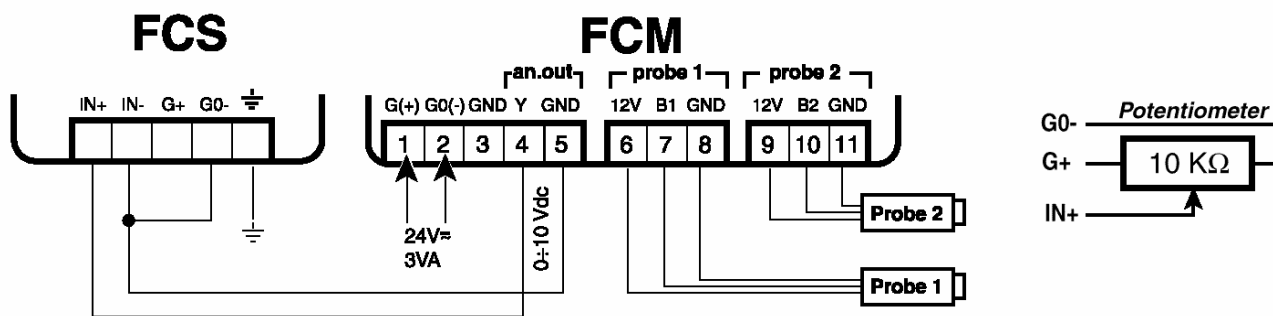 FCS
FCM
an.out
probe 1
probe 2
IN+ IN- G+ G0-
G(+) G0(-) GND Y GND
12V B1 GND
12V B2 GND
1 2 3 4 5
6 7 8
9 10 11
24V≂
3VA
0÷10 Vdc
Probe 2
Probe 1
Potentiometer
G0-
G+
10 KΩ
IN+